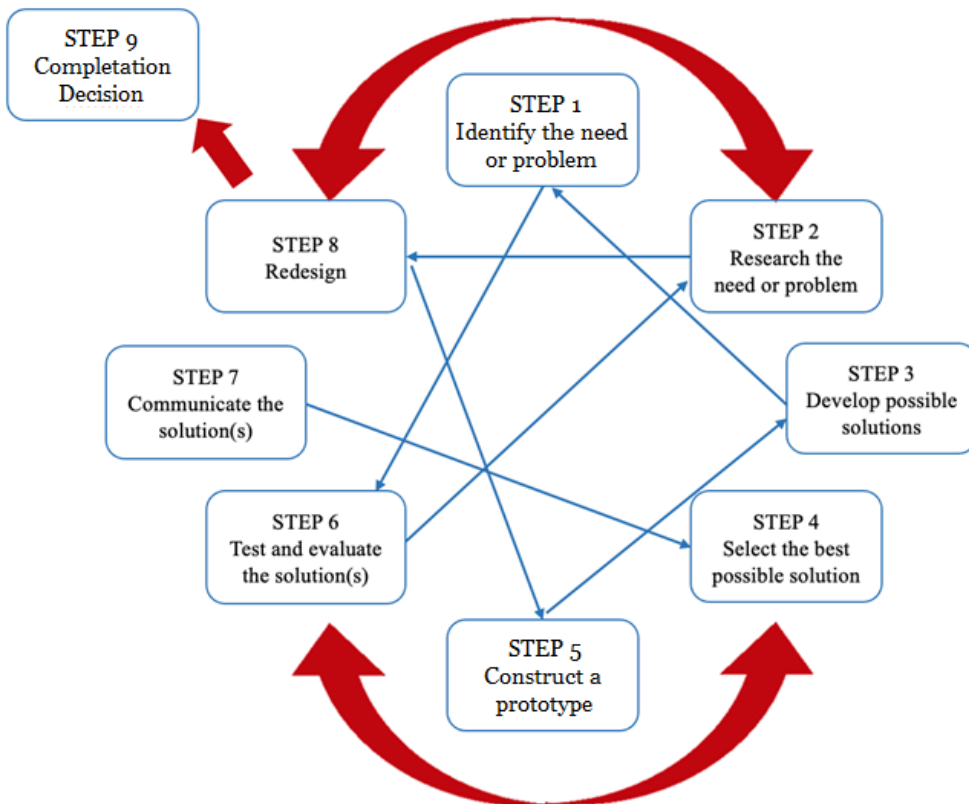 STEP 9
Completation
Decision
STEP 1
Identify the need
or problem
STEP 8
Redesign
STEP 2
Research the
need or problem
STEP 7
Communicate the
solution(s)
STEP 3
Develop possible
solutions
STEP 6
Test and evaluate
the solution(s)
STEP 4
Select the best
possible solution
STEP 5
Construct a
prototype